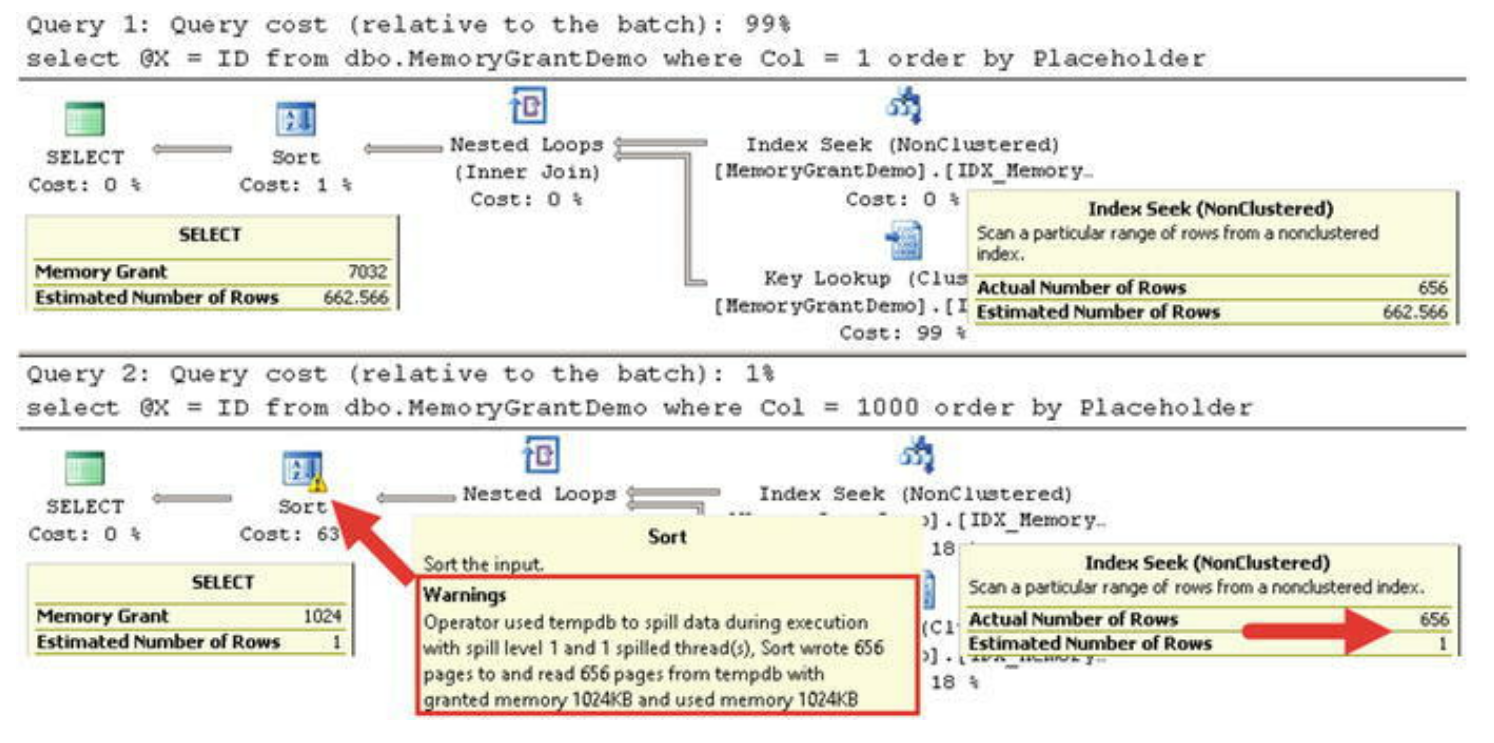 Query 1: Query cost (relative to the batch): 99%
select @X = ID from dbo.MemoryGrantDemo where Col = 1 order by Placeholder
SELECT
Cost: 0 %
Sort
Cost: 1 %
Nested Loops
(Inner Join)
Cost: 0 %
Index Seek (NonClustered)
[MemoryGrantDemo].[IDX_Memory…
Cost: 0 %
Key Lookup (Clus
[MemoryGrantDemo].[I
Cost: 99 %
SELECT
Memory Grant 7032
Estimated Number of Rows 662.566
Index Seek (NonClustered)
Scan a particular range of rows from a nonclustered
index.
Actual Number of Rows 656
Estimated Number of Rows 662.566
Query 2: Query cost (relative to the batch): 1%
select @X = ID from dbo.MemoryGrantDemo where Col = 1000 order by Placeholder
SELECT
Cost: 0 %
Sort
Cost: 63
Nested Loops
Index Seek (NonClustered)
].[IDX_Memory…
18
(Cl
18 %
SELECT
Memory Grant 1024
Estimated Number of Rows 1
Sort
Sort the input.
Warnings
Operator used tempdb to spill data during execution
with spill level 1 and 1 spilled thread(s), Sort wrote 656
pages to and read 656 pages from tempdb with
granted memory 1024KB and used memory 1024KB
Index Seek (NonClustered)
Scan a particular range of rows from a nonclustered index.
Actual Number of Rows 656
Estimated Number of Rows 1